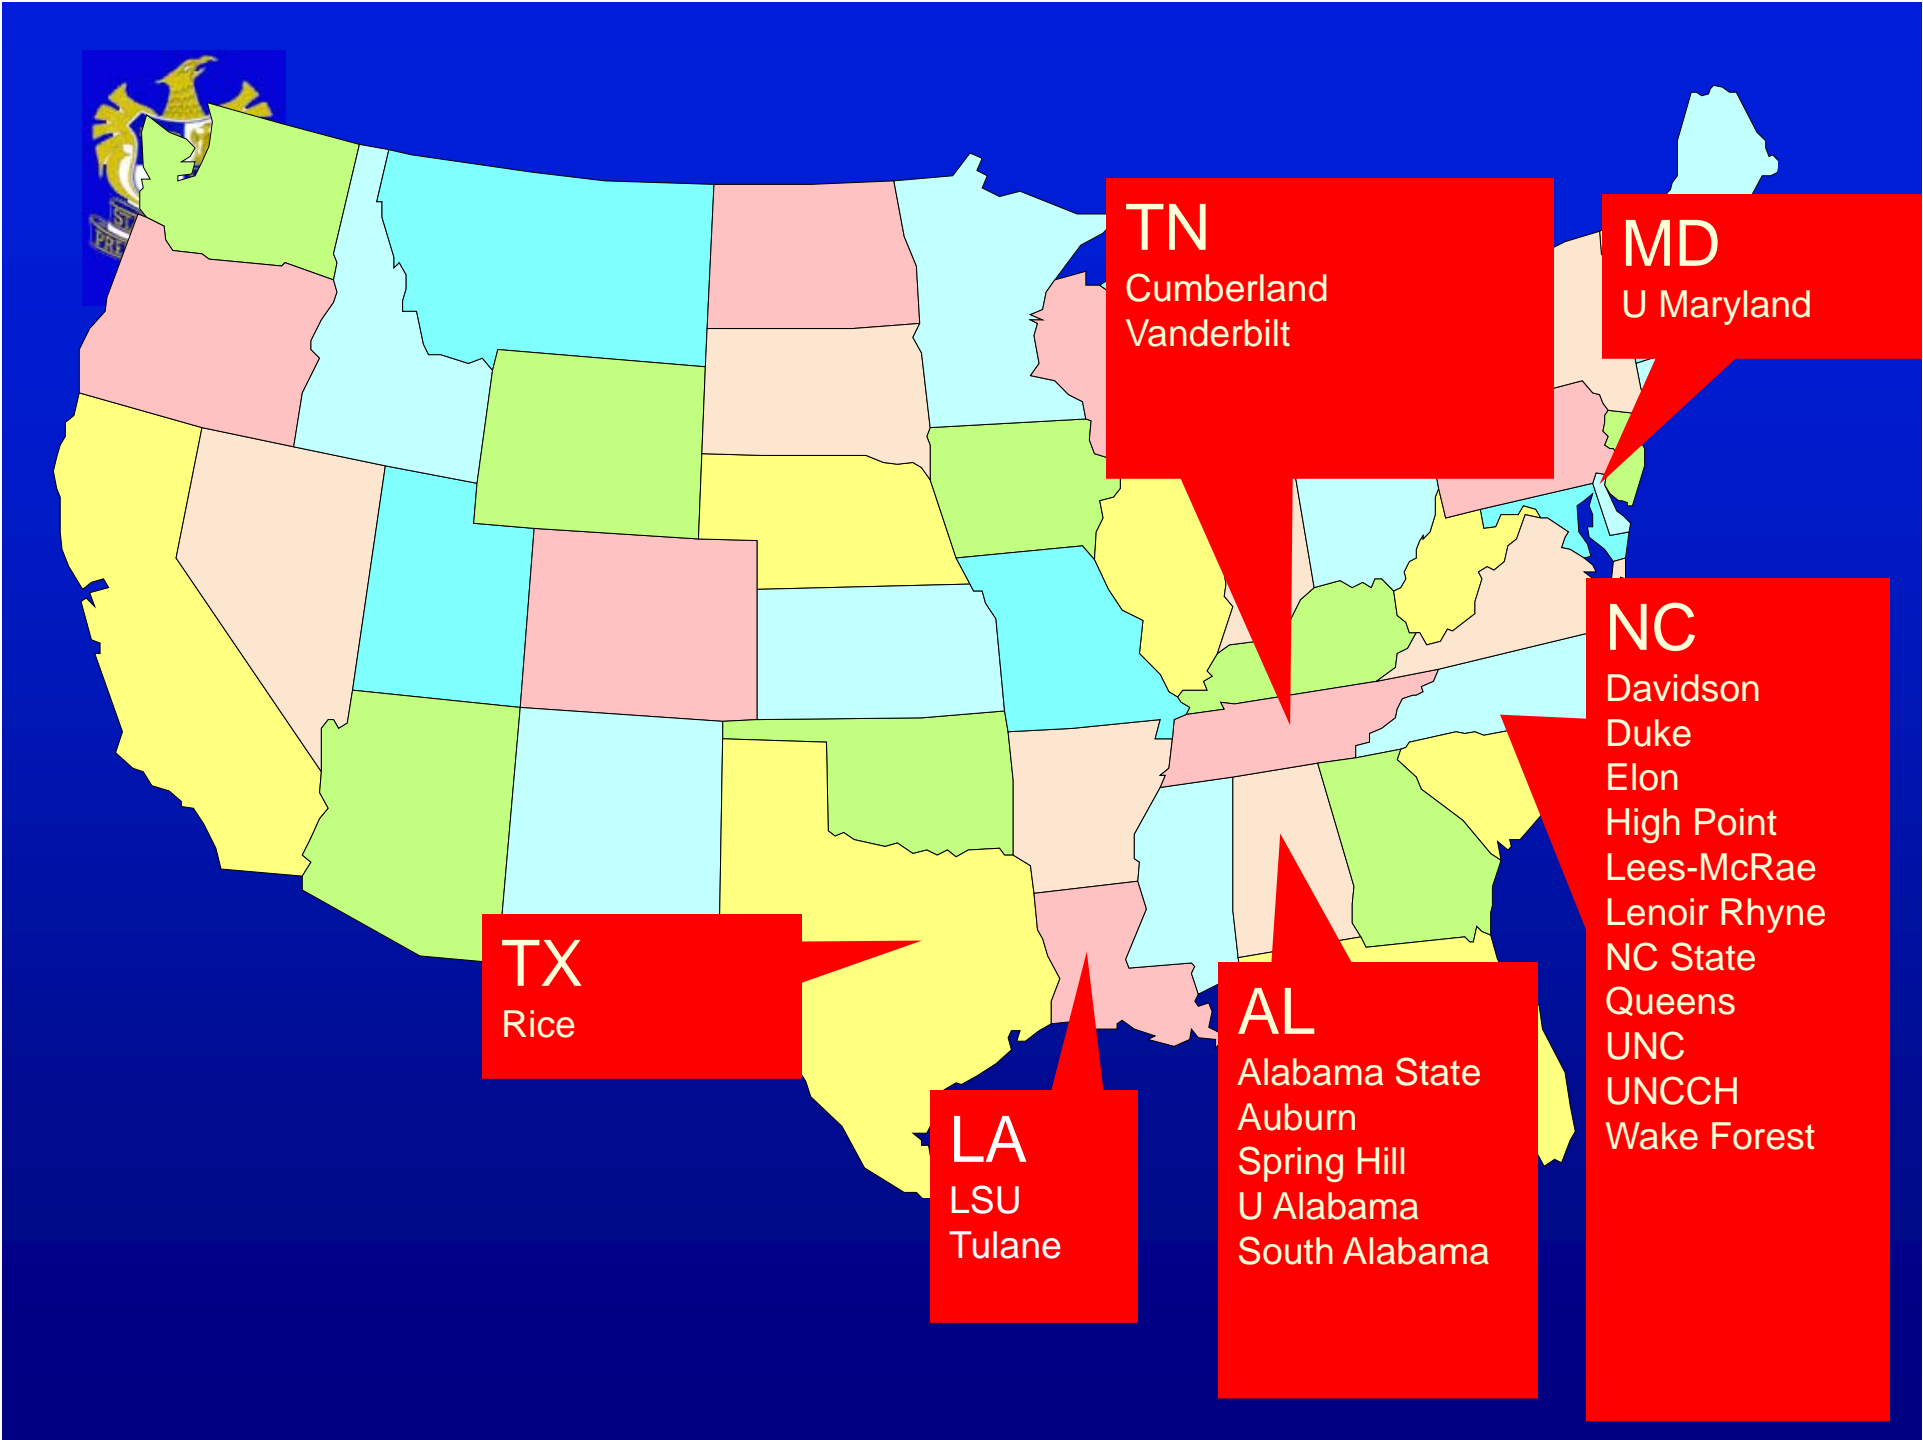 TN
Cumberland
Vanderbilt
MD
U Maryland
NC
Davidson
Duke
Elon
High Point
Lees-McRae
Lenoir Rhyne
NC State
Queens
UNC
UNCCH
Wake Forest
TX
Rice
LA
LSU
Tulane
AL
Alabama State
Auburn
Spring Hill
U Alabama
South Alabama